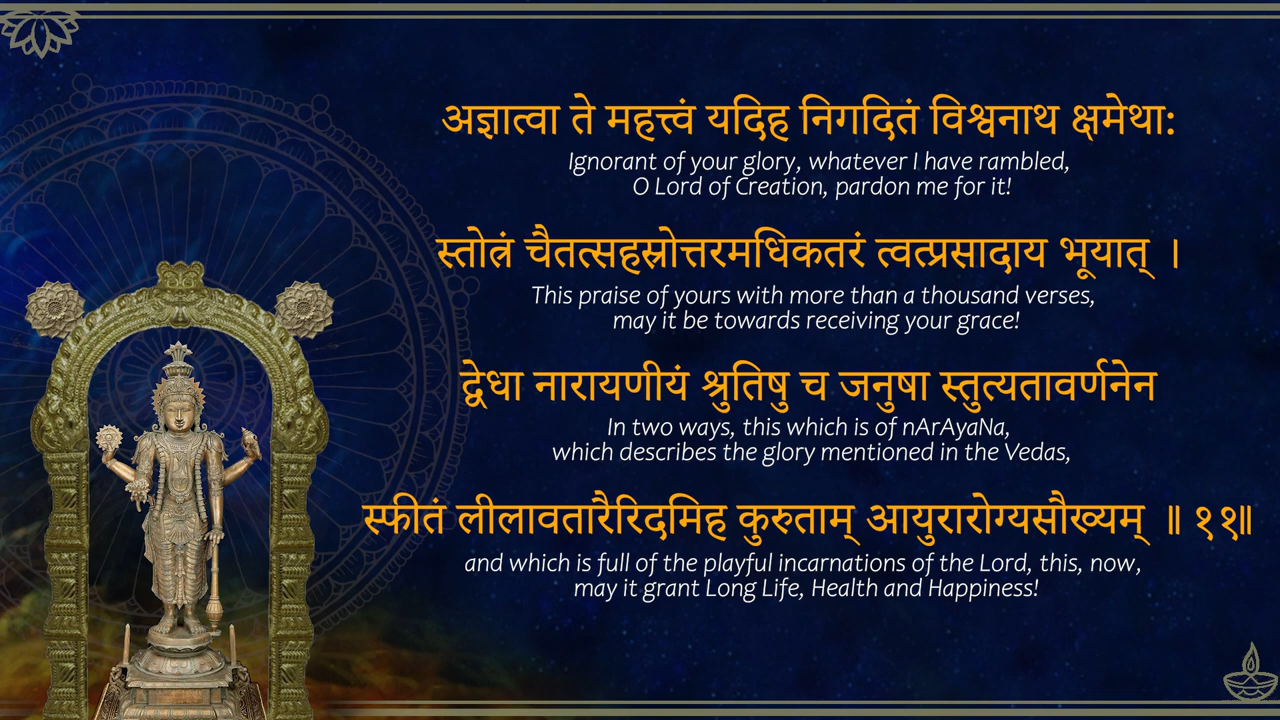 अज्ञात्वा ते महत्त्वं यदिह निगदितं विश्वनाथ क्षमेथा:
Ignorant of your glory, whatever I have rambled,
O Lord of Creation, pardon me for it!
स्तोत्रं चैतत्सहस्रोत्तरमधिकतरं त्वत्प्रसादाय भूयात् ।
This praise of yours with more than a thousand verses,
may it be towards receiving your grace!
द्वेधा नारायणीयं श्रुतिषु च जनुषा स्तुत्यतावर्णनेन
In two ways, this which is of nArAyaNa,
which describes the glory mentioned in the Vedas,
स्फीतं लीलावतारैरिदमिह कुरुताम् आयुरारोग्यसौख्यम् ॥ ११॥
and which is full of the playful incarnations of the Lord, this, now,
may it grant Long Life, Health and Happiness!